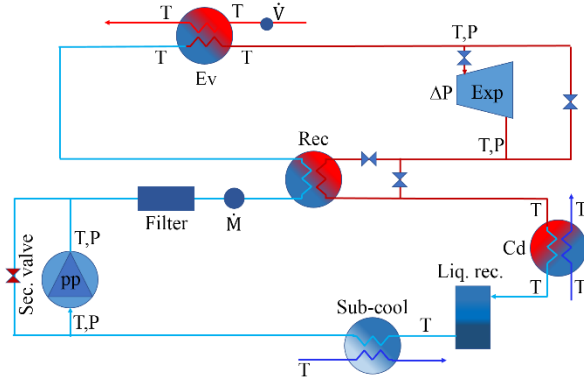 T T V̇
T T T,P
Ev
ΔP Exp
Rec T,P
T
T
Filter Ṁ
T,P Cd
Sec. valve
pp Liq. rec.
T T
Sub-cool
T,P T